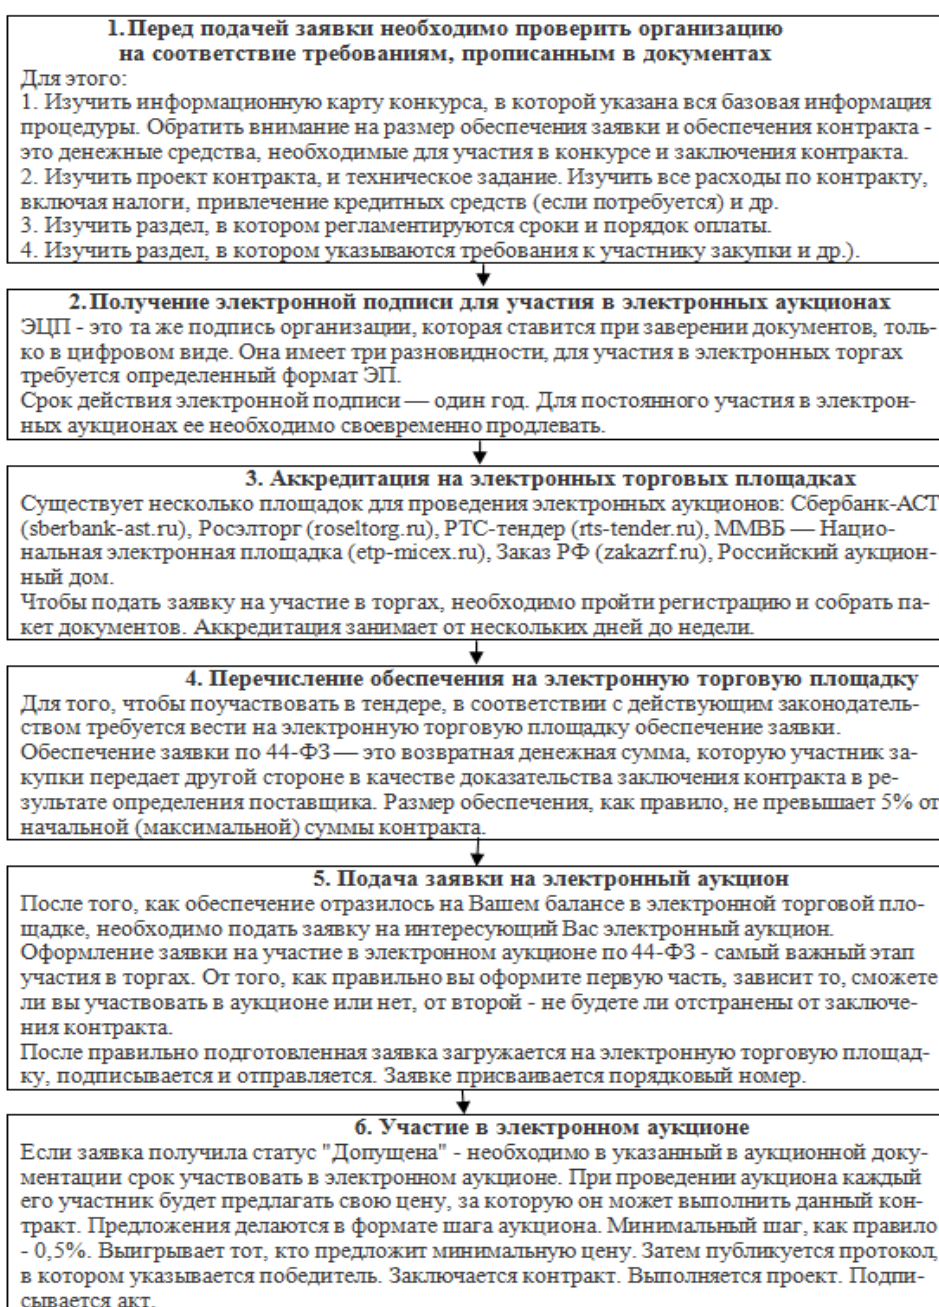 1. Перед подачей заявки необходимо проверить организацию
на соответствие требованиям, прописанным в документах
Для этого:
1. Изучить информационную карту конкурса, в которой указана вся базовая информация
процедуры. Обратить внимание на размер обеспечения заявки и обеспечения контракта -
это денежные средства, необходимые для участия в конкурсе и заключения контракта.
2. Изучить проект контракта, и техническое задание. Изучить все расходы по контракту,
включая налоги, привлечение кредитных средств (если потребуется) и др.
3. Изучить раздел, в котором регламентируются сроки и порядок оплаты.
4. Изучить раздел, в котором указываются требования к участнику закупки и др.).
2. Получение электронной подписи для участия в электронных аукционах
ЭЦП - это та же подпись организации, которая ставится при заверении документов, толь-
ко в цифровом виде. Она имеет три разновидности, для участия в электронных торгах
требуется определенный формат ЭП.
Срок действия электронной подписи — один год. Для постоянного участия в электрон-
ных аукционах ее необходимо своевременно продлевать.
3. Аккредитация на электронных торговых площадках
Существует несколько площадок для проведения электронных аукционов: Сбербанк-АСТ
(sberbank-ast.ru), Росэлторг (roseltorg.ru), РТС-тендер (rts-tender.ru), ММВБ — Нацио-
нальная электронная площадка (etp-micex.ru), Заказ РФ (zakazrf.ru), Российский аукцион-
ный дом.
Чтобы подать заявку на участие в торгах, необходимо пройти регистрацию и собрать па-
кет документов. Аккредитация занимает от нескольких дней до недели.
4. Перечисление обеспечения на электронную торговую площадку
Для того, чтобы поучаствовать в тендере, в соответствии с действующим законодатель-
ством требуется вести на электронную торговую площадку обеспечение заявки.
Обеспечение заявки по 44-ФЗ — это возвратная денежная сумма, которую участник за-
купки передает другой стороне в качестве доказательства заключения контракта в ре-
зультате определения поставщика. Размер обеспечения, как правило, не превышает 5% от
начальной (максимальной) суммы контракта.
5. Подача заявки на электронный аукцион
После того, как обеспечение отразилось на Вашем балансе в электронной торговой пло-
щадке, необходимо подать заявку на интересующий Вас электронный аукцион.
Оформление заявки на участие в электронном аукционе по 44-ФЗ - самый важный этап
участия в торгах. От того, как правильно вы оформите первую часть, зависит то, сможете
ли вы участвовать в аукционе или нет, от второй - не будете ли отстранены от заключе-
ния контракта.
После правильно подготовленная заявка загружается на электронную торговую площад-
ку, подписывается и отправляется. Заявке присваивается порядковый номер.
6. Участие в электронном аукционе
Если заявка получила статус "Допущена" - необходимо в указанный в аукционной доку-
ментации срок участвовать в электронном аукционе. При проведении аукциона каждый
его участник будет предлагать свою цену, за которую он может выполнить данный кон-
тракт. Предложения делаются в формате шага аукциона. Минимальный шаг, как правило
- 0,5%. Выигрывает тот, кто предложит минимальную цену. Затем публикуется протокол,
в котором указывается победитель. Заключается контракт. Выполняется проект. Подпи-
сывается акт.